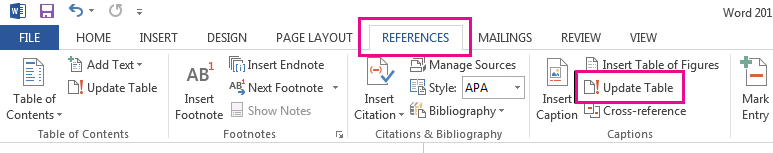 Word 201
FILE HOME INSERT DESIGN PAGE LAYOUT REFERENCES MAILINGS REVIEW VIEW
Table of Contents
Add Text
Update Table
Table of Contents
AB1
Insert Footnote
Insert Endnote
AB1 Next Footnote
Show Notes
Footnotes
Insert Citation
Manage Sources
Style: APA
Bibliography
Citations & Bibliography
Insert Caption
Insert Table of Figures
Update Table
Cross-reference
Captions
Mark Entry